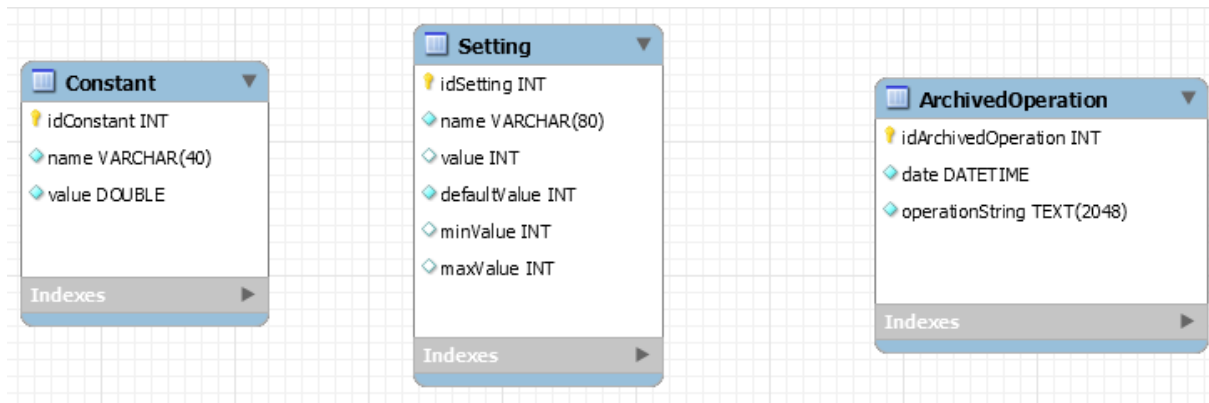 Constant
idConstant INT
name VARCHAR(40)
value DOUBLE
Indexes
Setting
idSetting INT
name VARCHAR(80)
value INT
defaultValue INT
minValue INT
maxValue INT
Indexes
ArchivedOperation
idArchivedOperation INT
date DATETIME
operationString TEXT(2048)
Indexes